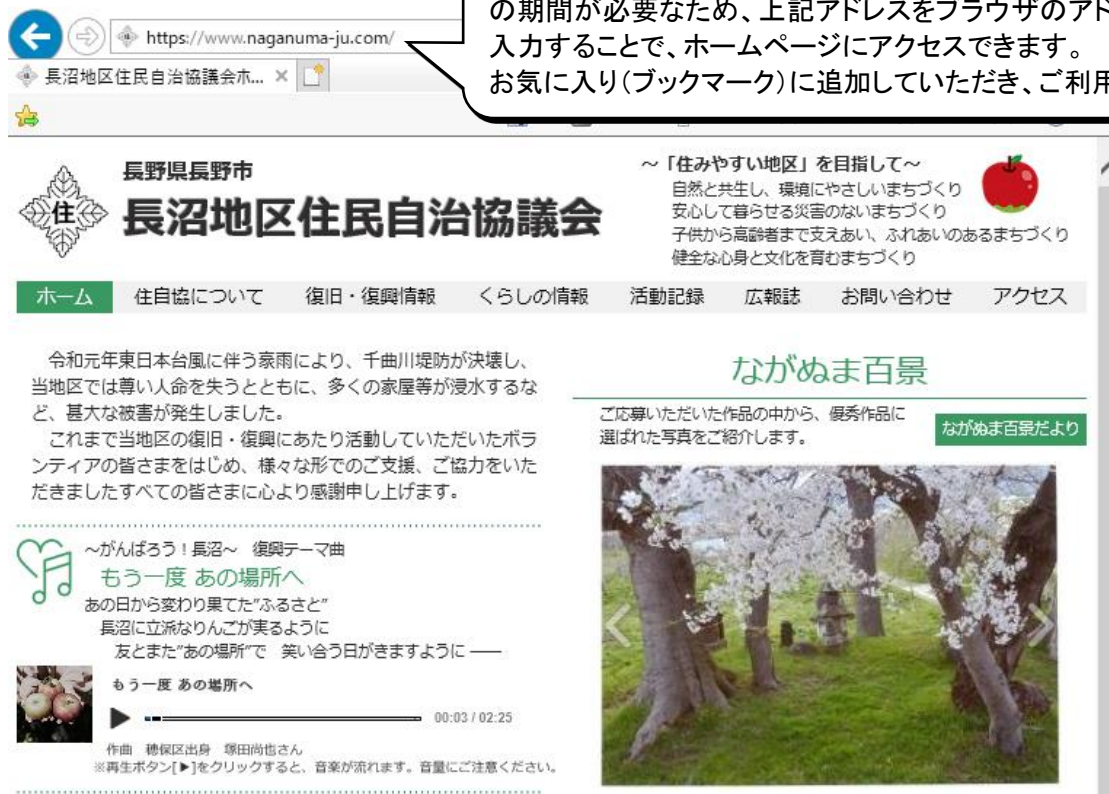 の期間が必要なため、上記アドレスをブラウザのアド
入力することで、ホームページにアクセスできます。
お気に入り(ブックマーク)に追加していただき、ご利用
https://www.naganuma-ju.com/
長沼地区住民自治協議会ホ...
住
長野県長野市
長沼地区住民自治協議会
～「住みやすい地区」を目指して～
自然と共生し、環境にやさしいまちづくり
安心して暮らせる災害のないまちづくり
子供から高齢者まで支えあい、ふれあいのあるまちづくり
健全な心身と文化を育むまちづくり
ホーム 住自協について 復旧・復興情報 くらしの情報 活動記録 広報誌 お問い合わせ アクセス
令和元年東日本台風に伴う豪雨により、千曲川堤防が決壊し、
当地区では尊い人命を失うとともに、多くの家屋等が浸水するな
ど、甚大な被害が発生しました。
これまで当地区の復旧・復興にあたり活動していただいたボラ
ンティアの皆さまをはじめ、様々な形でのご支援、ご協力をいた
だきましたすべての皆さまに心より感謝申し上げます。
～がんばろう！長沼～ 復興テーマ曲
もう一度 あの場所へ
あの日から変わり果てた"ふるさと"
長沼に立派なりんごが実るように
友とまた"あの場所"で 笑い合う日がきますように ――
もう一度 あの場所へ
00:03 / 02:25
作曲 穂保区出身 塚田尚也さん
※再生ボタン[▶]をクリックすると、音楽が流れます。音量にご注意ください。
ながぬま百景
ご応募いただいた作品の中から、優秀作品に
選ばれた写真をご紹介します。
ながぬま百景だより